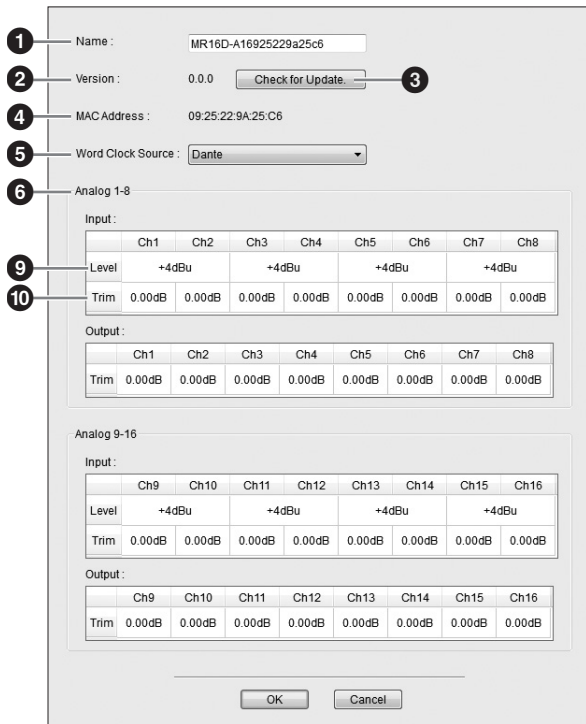 1 Name : MR16D-A16925229a25c6
2 Version : 0.0.0 Check for Update. 3
4 MAC Address : 09:25:22:9A:25:C6
5 Word Clock Source : Dante
6 Analog 1-8
Input :
Ch1 Ch2 Ch3 Ch4 Ch5 Ch6 Ch7 Ch8
9 Level +4dBu +4dBu +4dBu +4dBu
10 Trim 0.00dB 0.00dB 0.00dB 0.00dB 0.00dB 0.00dB 0.00dB 0.00dB
Output :
Ch1 Ch2 Ch3 Ch4 Ch5 Ch6 Ch7 Ch8
Trim 0.00dB 0.00dB 0.00dB 0.00dB 0.00dB 0.00dB 0.00dB 0.00dB
Analog 9-16
Input :
Ch9 Ch10 Ch11 Ch12 Ch13 Ch14 Ch15 Ch16
Level +4dBu +4dBu +4dBu +4dBu
Trim 0.00dB 0.00dB 0.00dB 0.00dB 0.00dB 0.00dB 0.00dB 0.00dB
Output :
Ch9 Ch10 Ch11 Ch12 Ch13 Ch14 Ch15 Ch16
Trim 0.00dB 0.00dB 0.00dB 0.00dB 0.00dB 0.00dB 0.00dB 0.00dB
OK Cancel